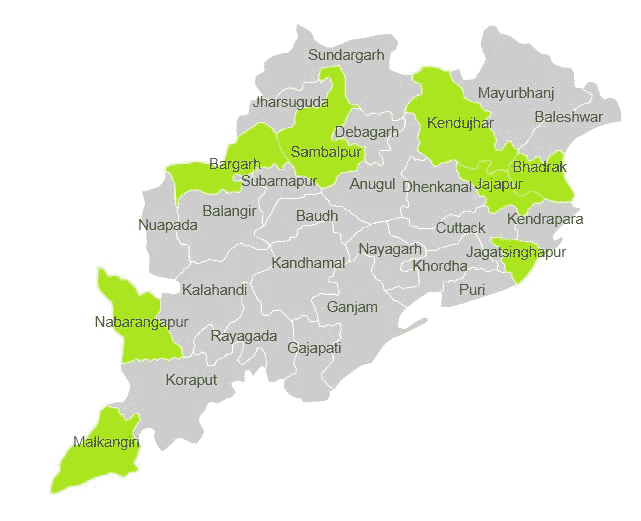 Sundargarh
Mayurbhanj
Jharsuguda
Baleshwar
Kendujhar
Debagarh
Sambalpur
Bargarh
Bhadrak
Subarnapur
Anugul
Dhenkanal
Jajapur
Balangir
Baudh
Kendrapara
Nuapada
Cuttack
Nayagarh
Jagatsinghapur
Kandhamal
Khordha
Kalahandi
Puri
Ganjam
Nabarangapur
Rayagada
Gajapati
Koraput
Malkangiri